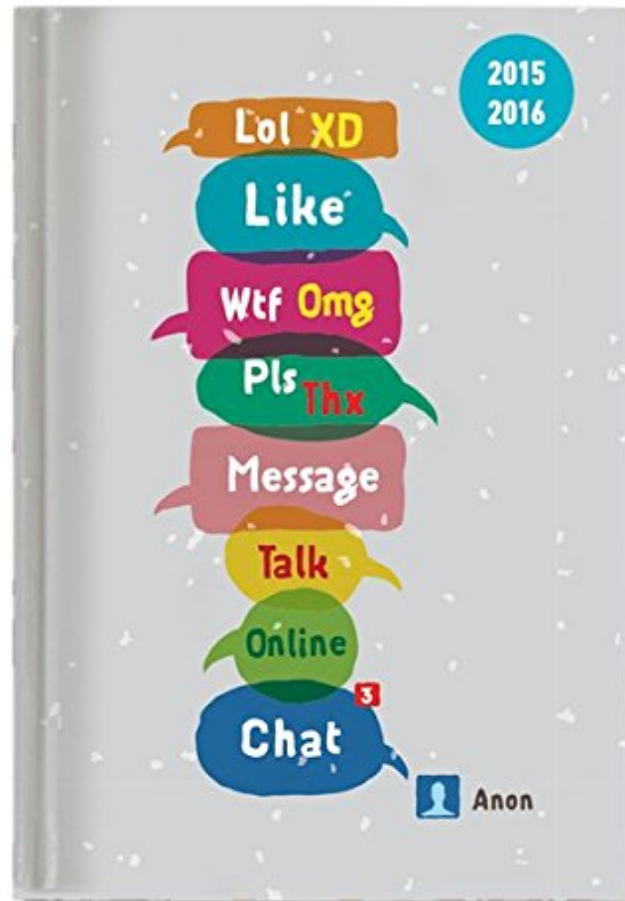 2015
2016
Lol XD
Like
Wtf Omg
Pls Thx
Message
Talk
Online
3
Chat
Anon